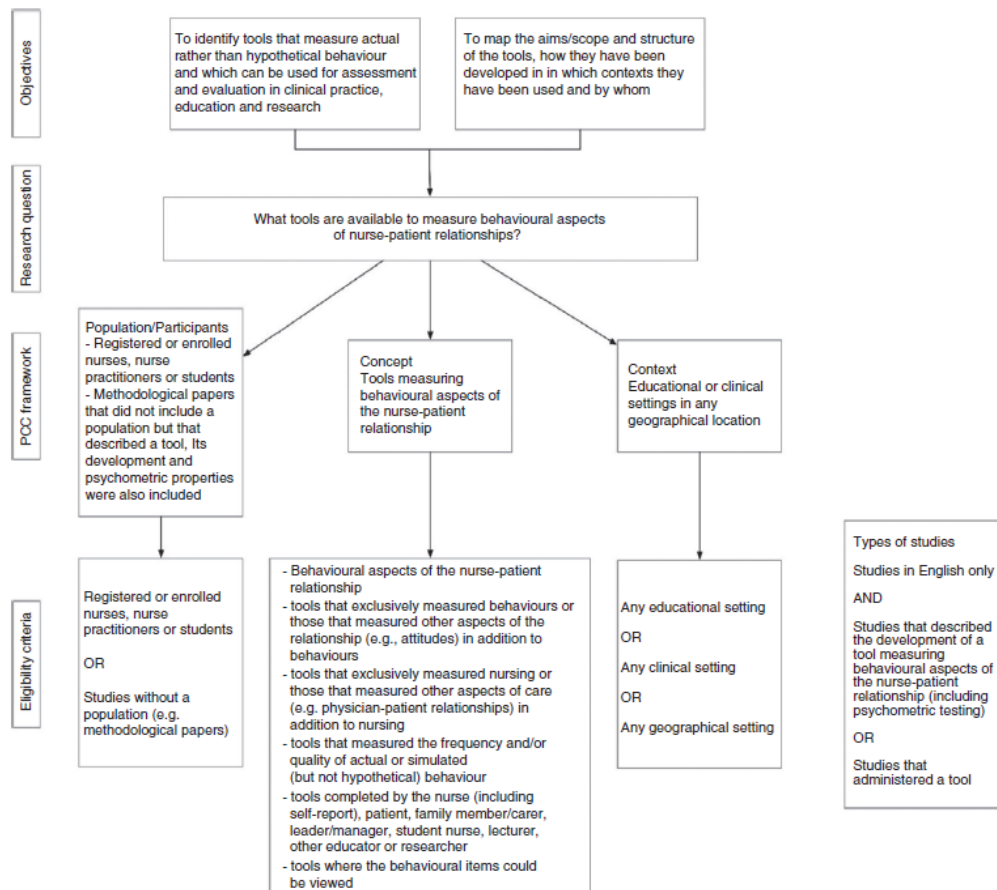 Objectives
To identify tools that measure actual
rather than hypothetical behaviour
and which can be used for assessment
and evaluation in clinical practice,
education and research
To map the aims/scope and structure
of the tools, how they have been
developed in in which contexts they
have been used and by whom
Research question
What tools are available to measure behavioural aspects
of nurse-patient relationships?
PCC framework
Population/Participants
- Registered or enrolled
nurses, nurse
practitioners or students
- Methodological papers
that did not include a
population but that
described a tool, Its
development and
psychometric properties
were also included
Concept
Tools measuring
behavioural aspects of
the nurse-patient
relationship
Context
Educational or clinical
settings in any
geographical location
Eligibility criteria
Registered or enrolled
nurses, nurse
practitioners or students
OR
Studies without a
population (e.g.
methodological papers)
- Behavioural aspects of the nurse-patient
relationship
- tools that exclusively measured behaviours or
those that measured other aspects of the
relationship (e.g., attitudes) in addition to
behaviours
- tools that exclusively measured nursing or
those that measured other aspects of care
(e.g. physician-patient relationships) in
addition to nursing
- tools that measured the frequency and/or
quality of actual or simulated
(but not hypothetical) behaviour
- tools completed by the nurse (including
self-report), patient, family member/carer,
leader/manager, student nurse, lecturer,
other educator or researcher
- tools where the behavioural items could
be viewed
Any educational setting
OR
Any clinical setting
OR
Any geographical setting
Types of studies
Studies in English only
AND
Studies that described
the development of a
tool measuring
behavioural aspects of
the nurse-patient
relationship (including
psychometric testing)
OR
Studies that
administered a tool